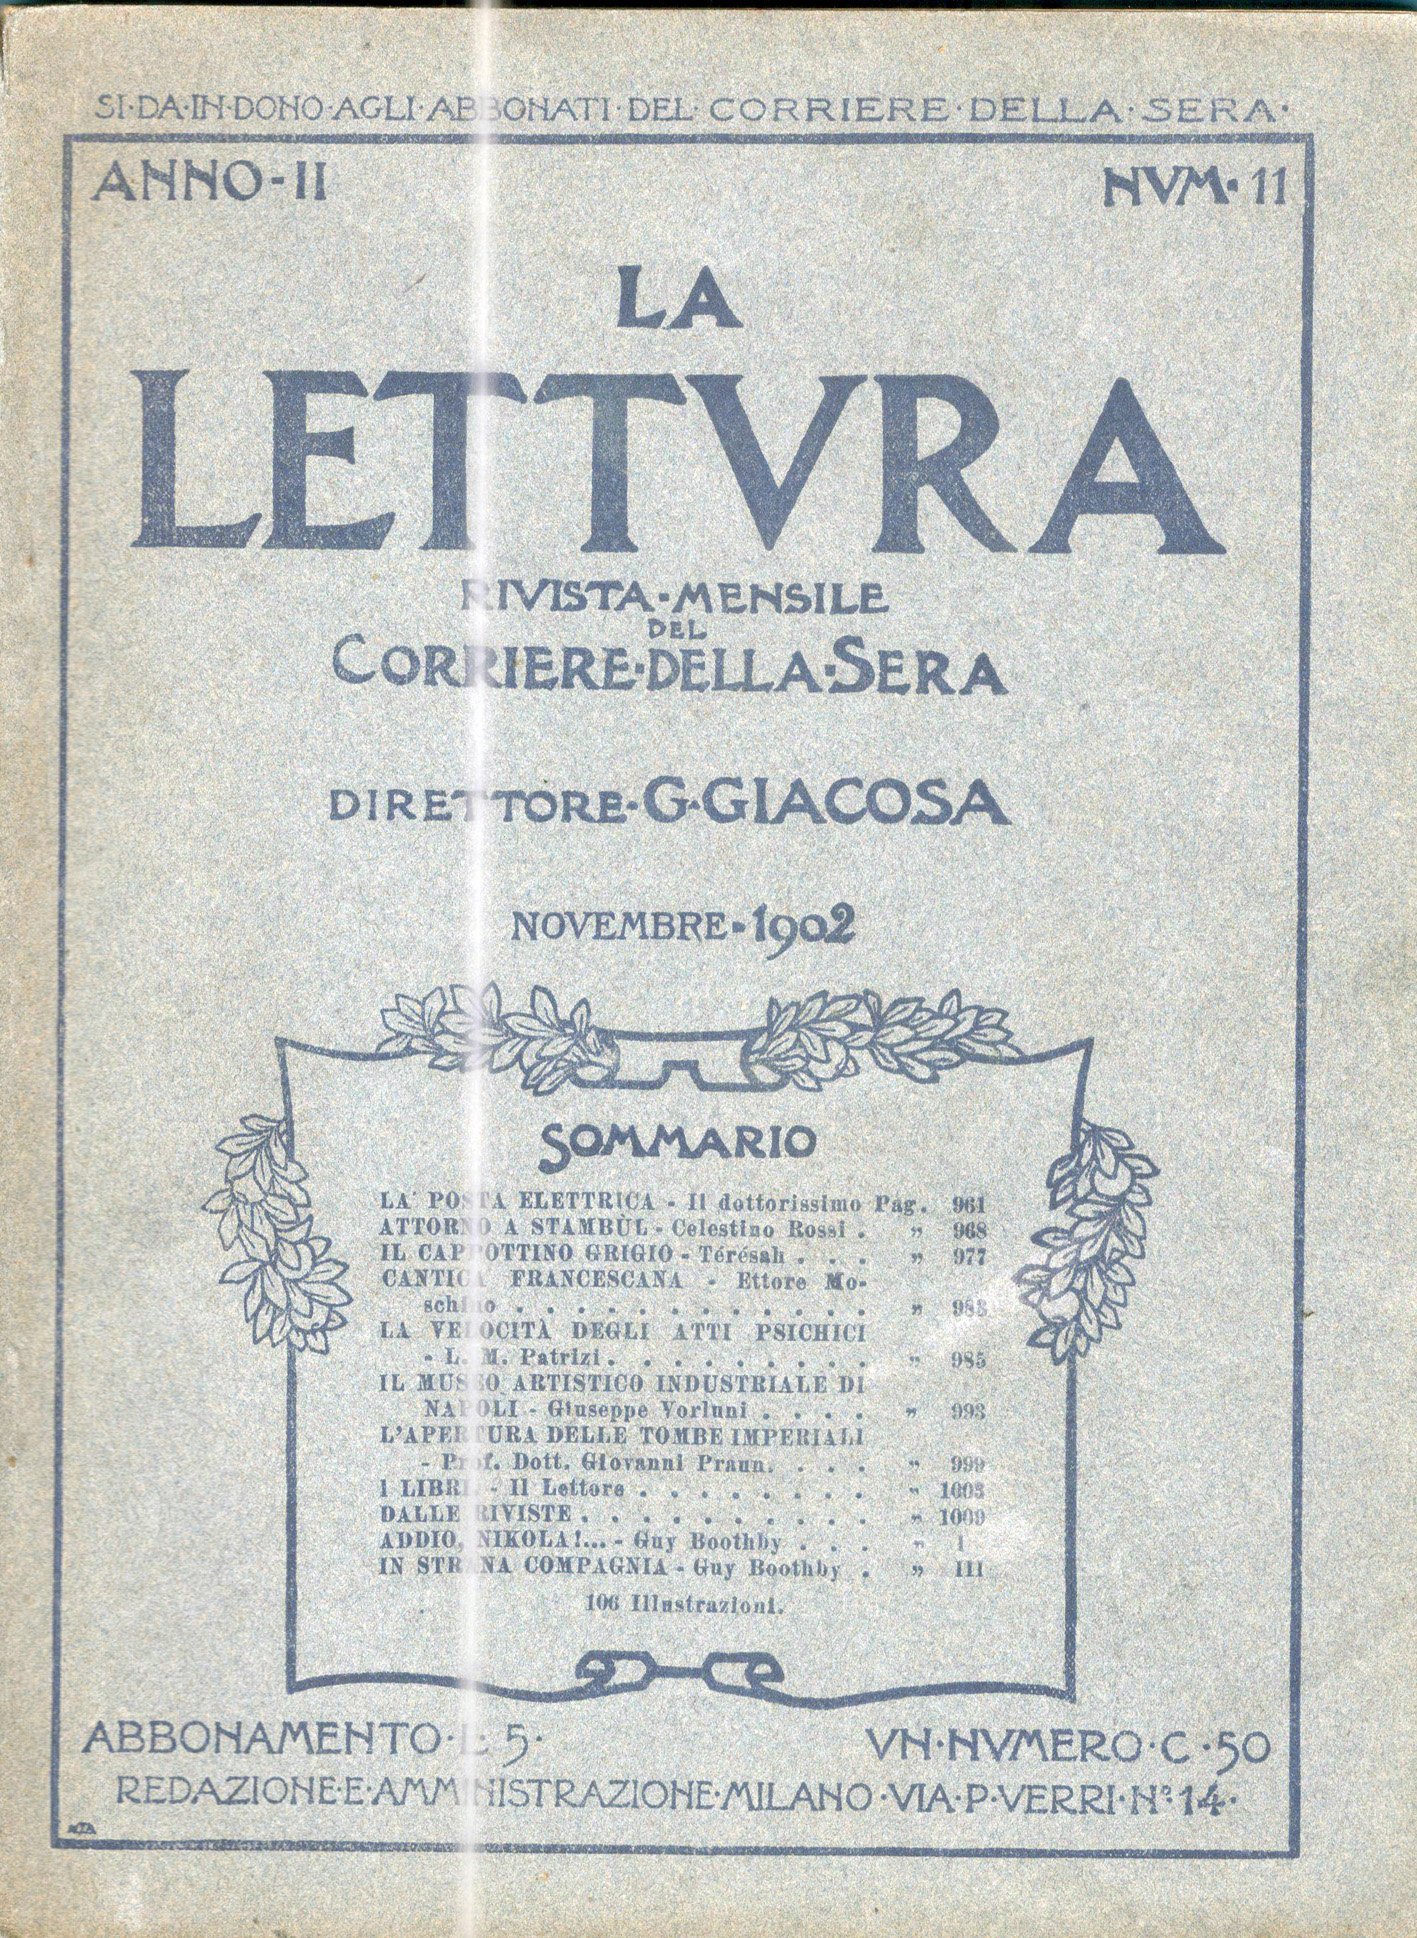 SI·DA·IN·DONO·AGLI·ABBONATI·DEL·CORRIERE·DELLA·SERA·
ANNO-II
NVM·11
LA
LETTVRA
RIVISTA·MENSILE
DEL
CORRIERE·DELLA·SERA
DIRETTORE·G·GIACOSA
NOVEMBRE·1902
SOMMARIO
LA POSTA ELETTRICA - Il dottorissimo Pag. 961
ATTORNO A STAMBÙL - Celestino Rossi . „ 968
IL CAPPOTTINO GRIGIO - Térésah . . . „ 977
CANTICA FRANCESCANA - Ettore Mo-
schino . . . . . . . . . . . . „ 983
LA VELOCITÀ DEGLI ATTI PSICHICI
- L. M. Patrizi . . . . . . . . . „ 985
IL MUSEO ARTISTICO INDUSTRIALE DI
NAPOLI - Giuseppe Vorluni . . . . „ 993
L'APERTURA DELLE TOMBE IMPERIALI
- Prof. Dott. Giovanni Praun. . . . „ 999
I LIBRI - Il Lettore . . . . . . . . „ 1003
DALLE RIVISTE . . . . . . . . . . „ 1009
ADDIO, NIKOLA!... - Guy Boothby . . . „ I
IN STRANA COMPAGNIA - Guy Boothby . „ III
106 Illustrazioni.
ABBONAMENTO·L·5·
VN·NVMERO·C·50
REDAZIONE·E·AMMINISTRAZIONE·MILANO·VIA·P·VERRI·Nº·14·